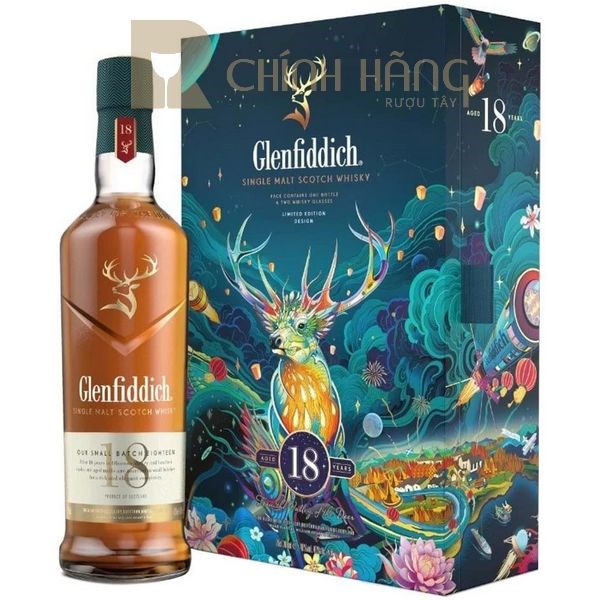 CHÍNH HÃNG
RƯỢU TÂY
Glenfiddich
SINGLE MALT SCOTCH WHISKY
PACK CONTAINS ONE BOTTLE
& TWO WHISKY GLASSES
LIMITED EDITION
DESIGN
AGED 18 YEARS
AGED 18 YEARS
Glenfiddich
18
Glenfiddich
SINGLE MALT SCOTCH WHISKY
OUR SMALL BATCH EIGHTEEN
18
PRODUCT OF SCOTLAND